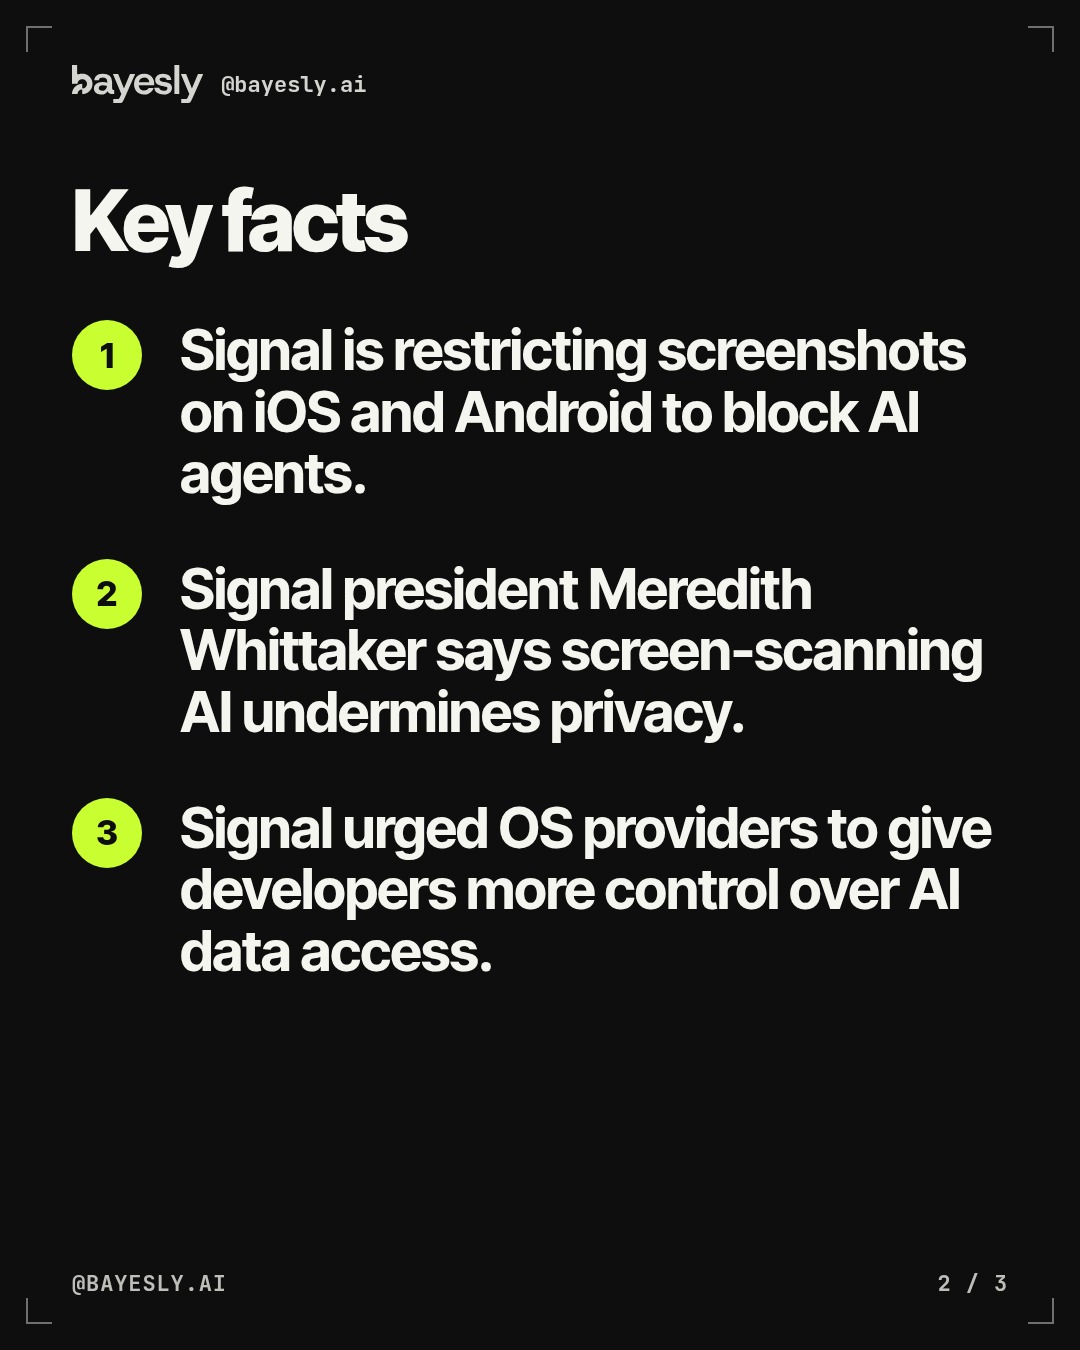 bayesly @bayesly.ai
Key facts
1 Signal is restricting screenshots
on iOS and Android to block AI
agents.
2 Signal president Meredith
Whittaker says screen-scanning
AI undermines privacy.
3 Signal urged OS providers to give
developers more control over AI
data access.
@BAYESLY.AI 2 / 3